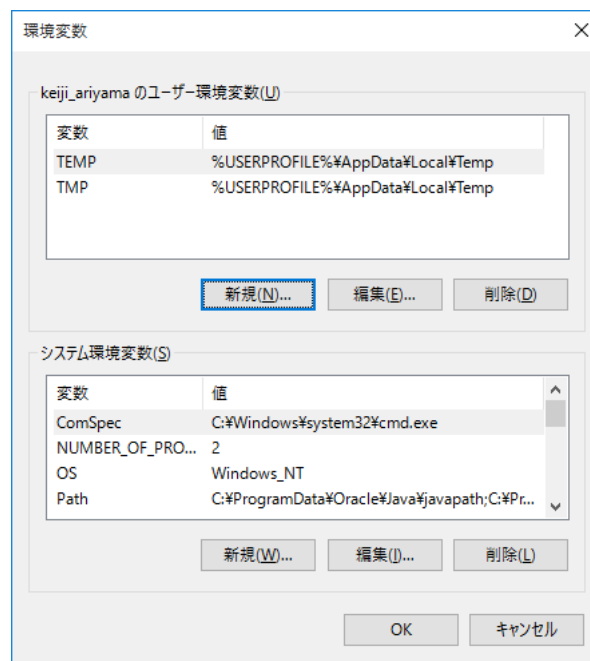 環境変数
keiji_ariyama のユーザー環境変数(U)
変数 値
TEMP %USERPROFILE%¥AppData¥Local¥Temp
TMP %USERPROFILE%¥AppData¥Local¥Temp
新規(N)... 編集(E)... 削除(D)
システム環境変数(S)
変数 値
ComSpec C:¥Windows¥system32¥cmd.exe
NUMBER_OF_PRO... 2
OS Windows_NT
Path C:¥ProgramData¥Oracle¥Java¥javapath;C:¥Pr...
新規(W)... 編集(I)... 削除(L)
OK キャンセル